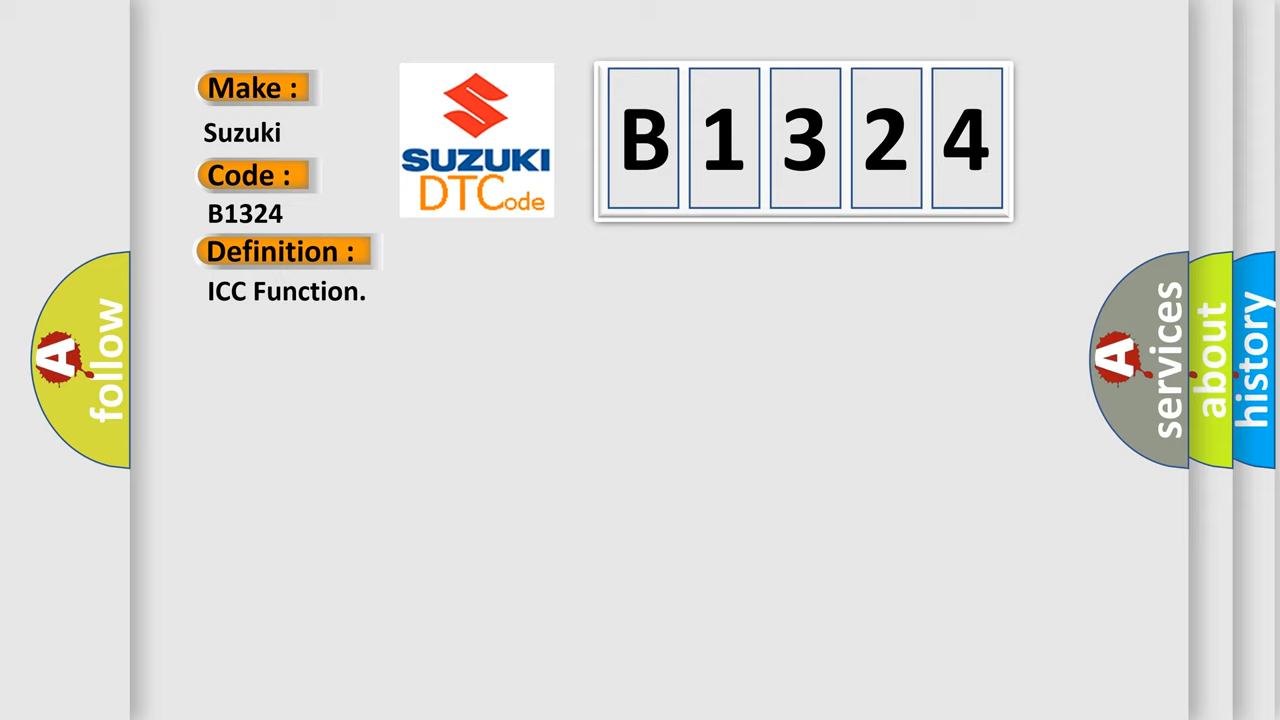 Make :
Suzuki
Code :
B1324
Definition :
ICC Function.
SUZUKI
DTCode
B 1 3 2 4
A follow
A services
about
history